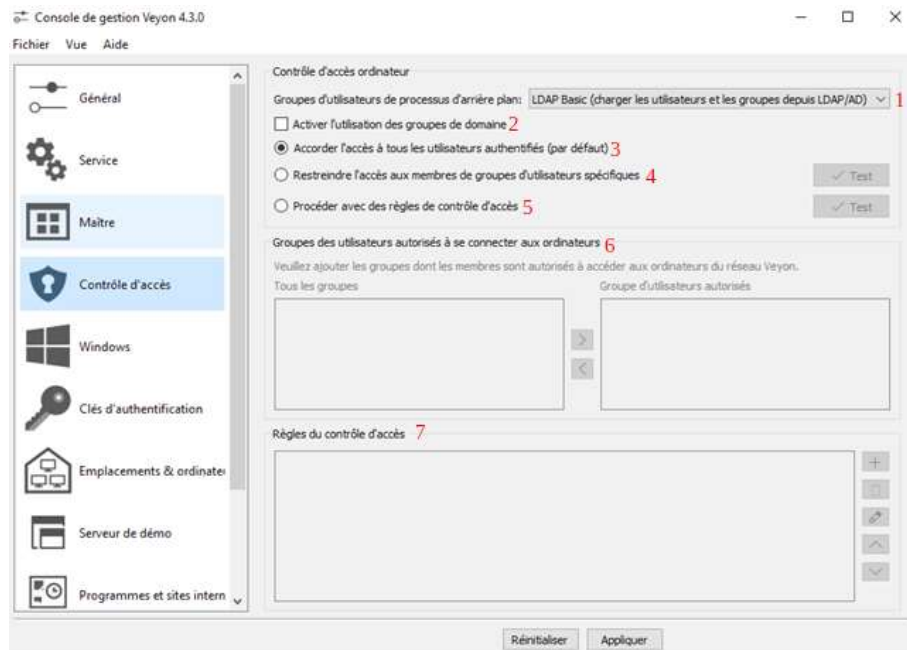 Console de gestion Veyon 4.3.0
Fichier Vue Aide
Général
Service
Maître
Contrôle d'accès
Windows
Clés d'authentification
Emplacements & ordinate
Serveur de démo
Programmes et sites intern
Contrôle d'accès ordinateur
Groupes d'utilisateurs de processus d'arrière plan: LDAP Basic (charger les utilisateurs et les groupes depuis LDAP/AD) 1
Activer l'utilisation des groupes de domaine 2
Accorder l'accès à tous les utilisateurs authentifiés (par défaut) 3
Restreindre l'accès aux membres de groupes d'utilisateurs spécifiques 4 Test
Procéder avec des règles de contrôle d'accès 5 Test
Groupes des utilisateurs autorisés à se connecter aux ordinateurs 6
Veuillez ajouter les groupes dont les membres sont autorisés à accéder aux ordinateurs du réseau Veyon.
Tous les groupes Groupe d'utilisateurs autorisés
Règles du contrôle d'accès 7
Réinitialiser Appliquer